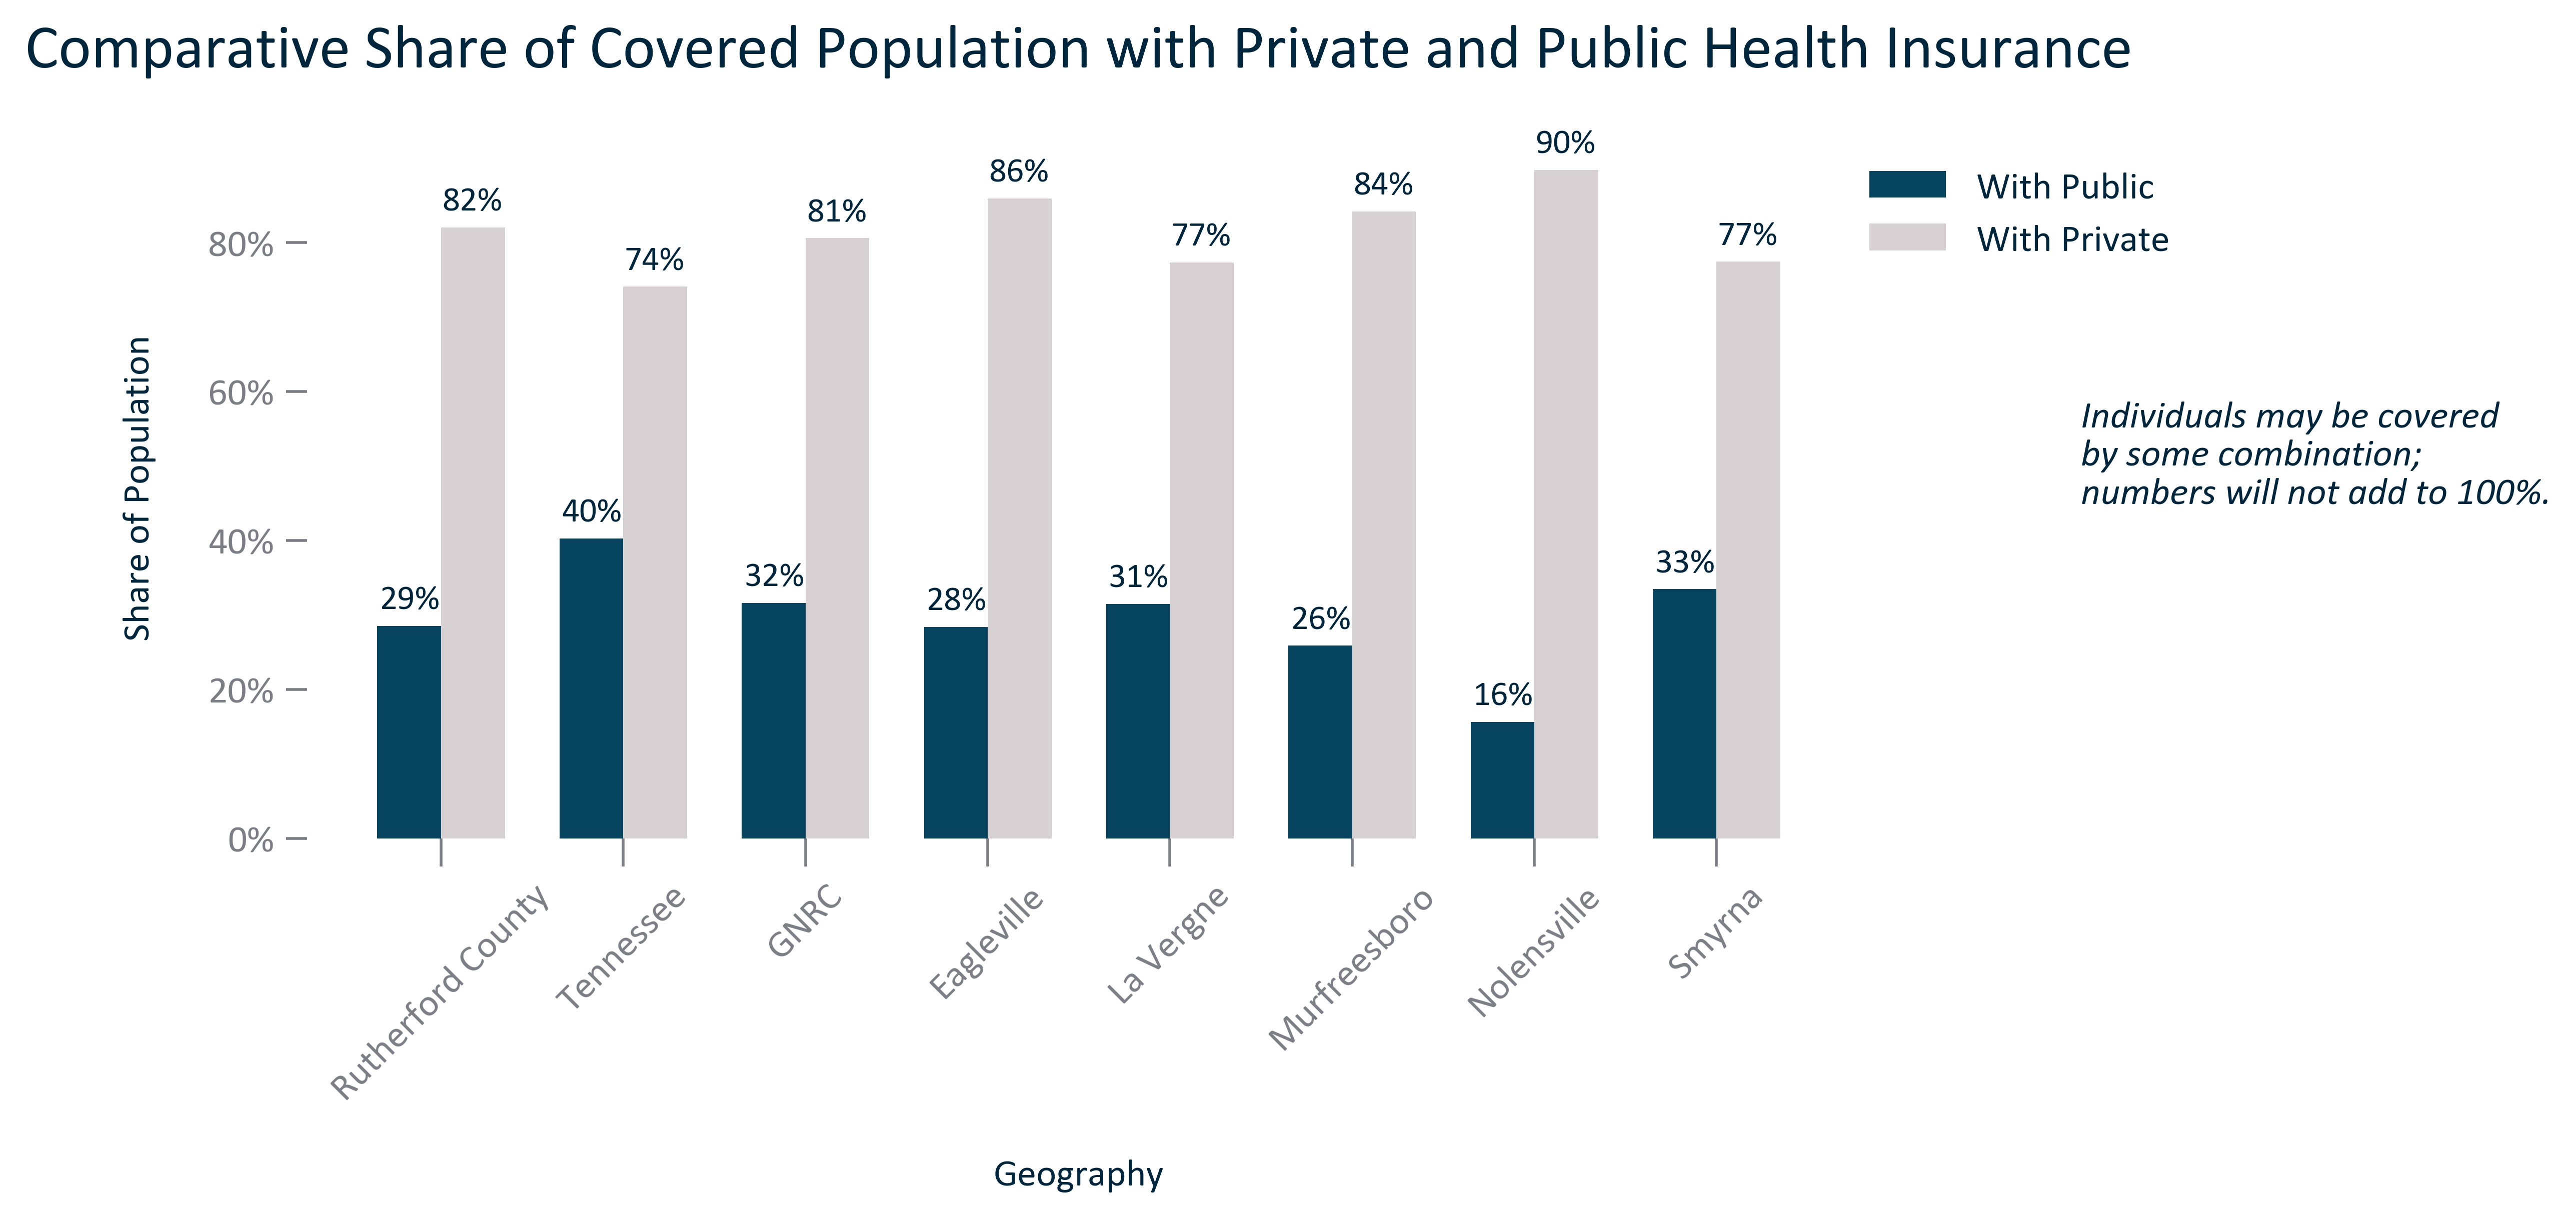 Comparative Share of Covered Population with Private and Public Health Insurance
90%
86%
84%
82%
81%
77%
77%
74%
40%
33%
32%
31%
29%
28%
26%
16%
With Public
With Private
Individuals may be covered
by some combination;
numbers will not add to 100%.
Share of Population
80%
60%
40%
20%
0%
Rutherford County
Tennessee
GNRC
Eagleville
La Vergne
Murfreesboro
Nolensville
Smyrna
Geography